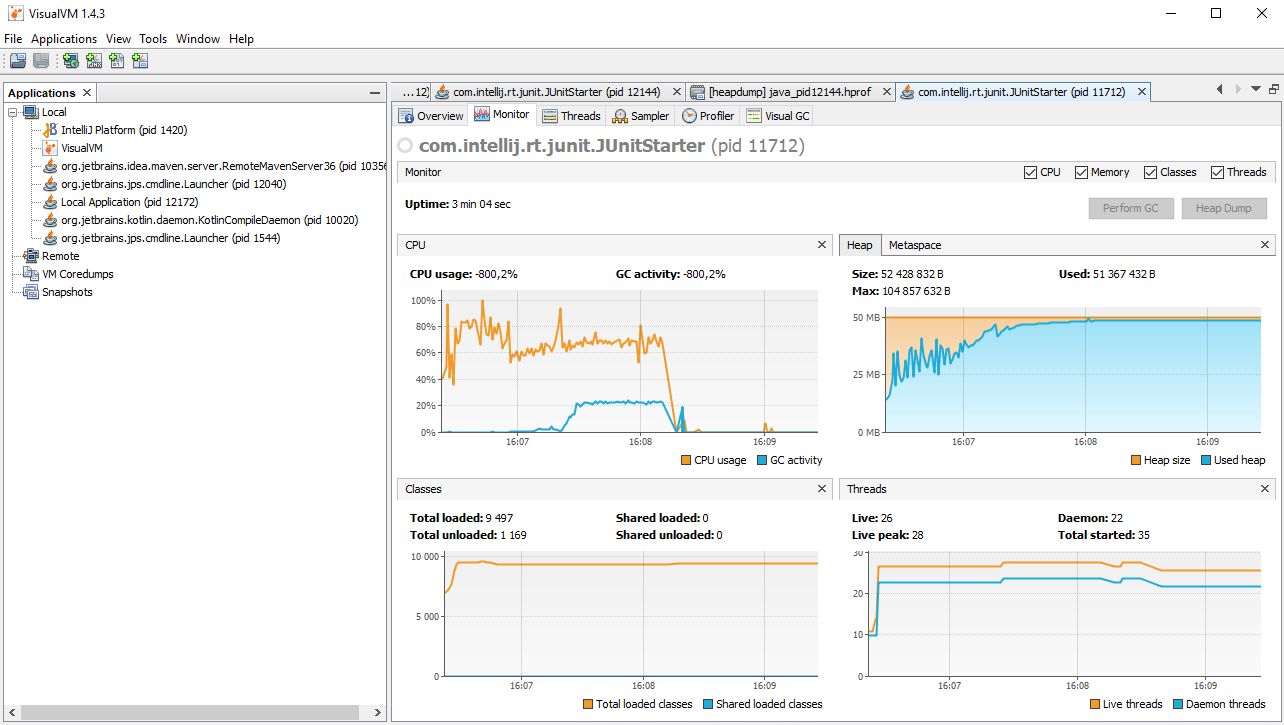 VisualVM 1.4.3
File Applications View Tools Window Help
Applications
Local
IntelliJ Platform (pid 1420)
VisualVM
org.jetbrains.idea.maven.server.RemoteMavenServer36 (pid 10356
org.jetbrains.jps.cmdline.Launcher (pid 12040)
Local Application (pid 12172)
org.jetbrains.kotlin.daemon.KotlinCompileDaemon (pid 10020)
org.jetbrains.jps.cmdline.Launcher (pid 1544)
Remote
VM Coredumps
Snapshots
...12) com.intellij.rt.junit.JUnitStarter (pid 12144) [heapdump] java_pid12144.hprof com.intellij.rt.junit.JUnitStarter (pid 11712)
Overview Monitor Threads Sampler Profiler Visual GC
com.intellij.rt.junit.JUnitStarter (pid 11712)
Monitor CPU Memory Classes Threads
Uptime: 3 min 04 sec
Perform GC Heap Dump
CPU
CPU usage: -800,2% GC activity: -800,2%
100%
80%
60%
40%
20%
0%
16:07 16:08 16:09
CPU usage GC activity
Heap Metaspace
Size: 52 428 832 B Used: 51 367 432 B
Max: 104 857 632 B
50 MB
25 MB
0 MB
16:07 16:08 16:09
Heap size Used heap
Classes
Total loaded: 9 497 Shared loaded: 0
Total unloaded: 1 169 Shared unloaded: 0
10 000
5 000
0
16:07 16:08 16:09
Total loaded classes Shared loaded classes
Threads
Live: 26 Daemon: 22
Live peak: 28 Total started: 35
30
20
10
0
16:07 16:08 16:09
Live threads Daemon threads